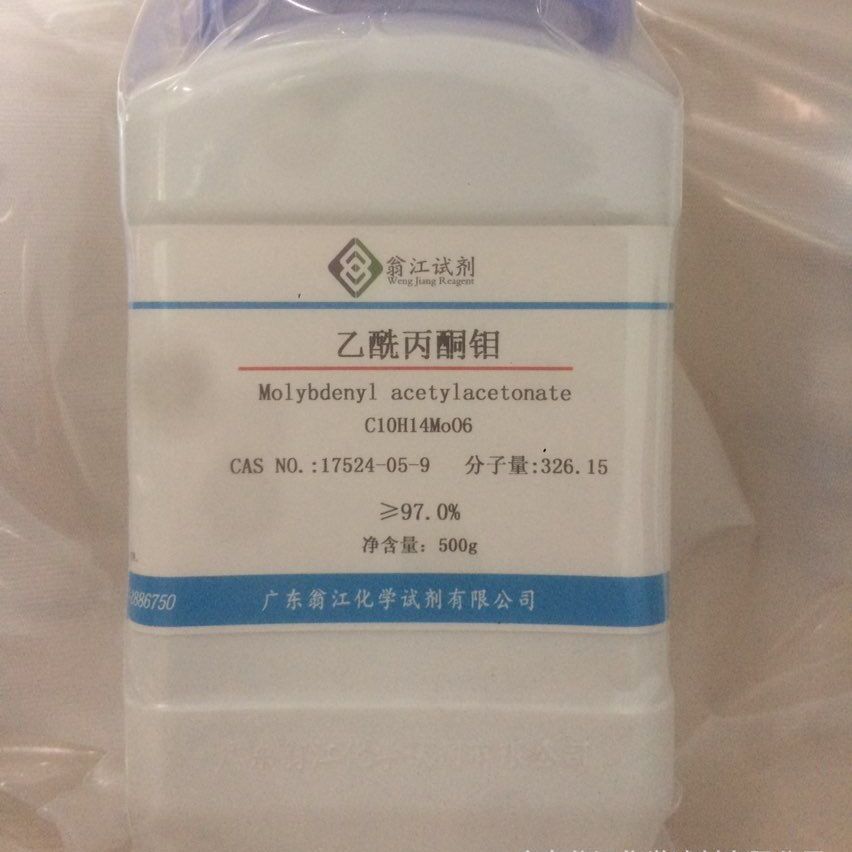 翁江试剂
Weng Jiang Reagent
乙酰丙酮钼
Molybdenyl acetylacetonate
C10H14MoO6
CAS NO.:17524-05-9 分子量:326.15
≥97.0%
净含量: 500g
2886750 广东翁江化学试剂有限公司